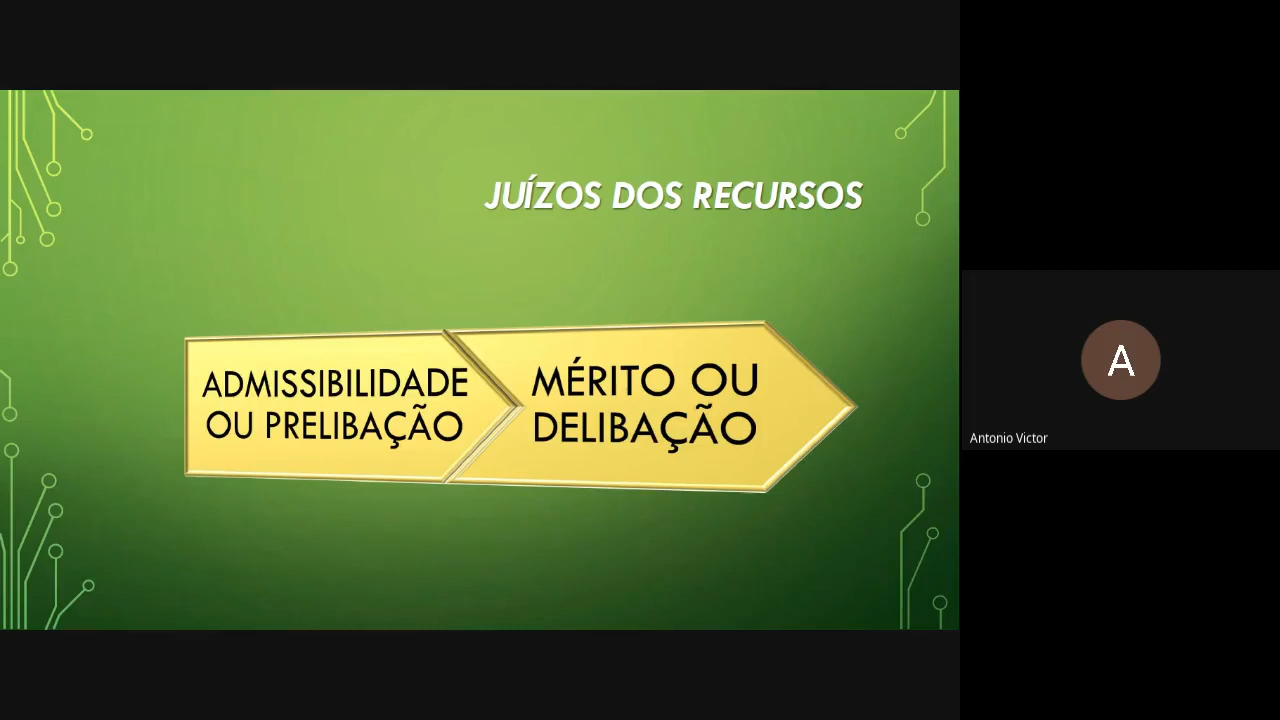 JUÍZOS DOS RECURSOS
ADMISSIBILIDADE
OU PRELIBAÇÃO
MÉRITO OU
DELIBAÇÃO
A
Antonio Victor